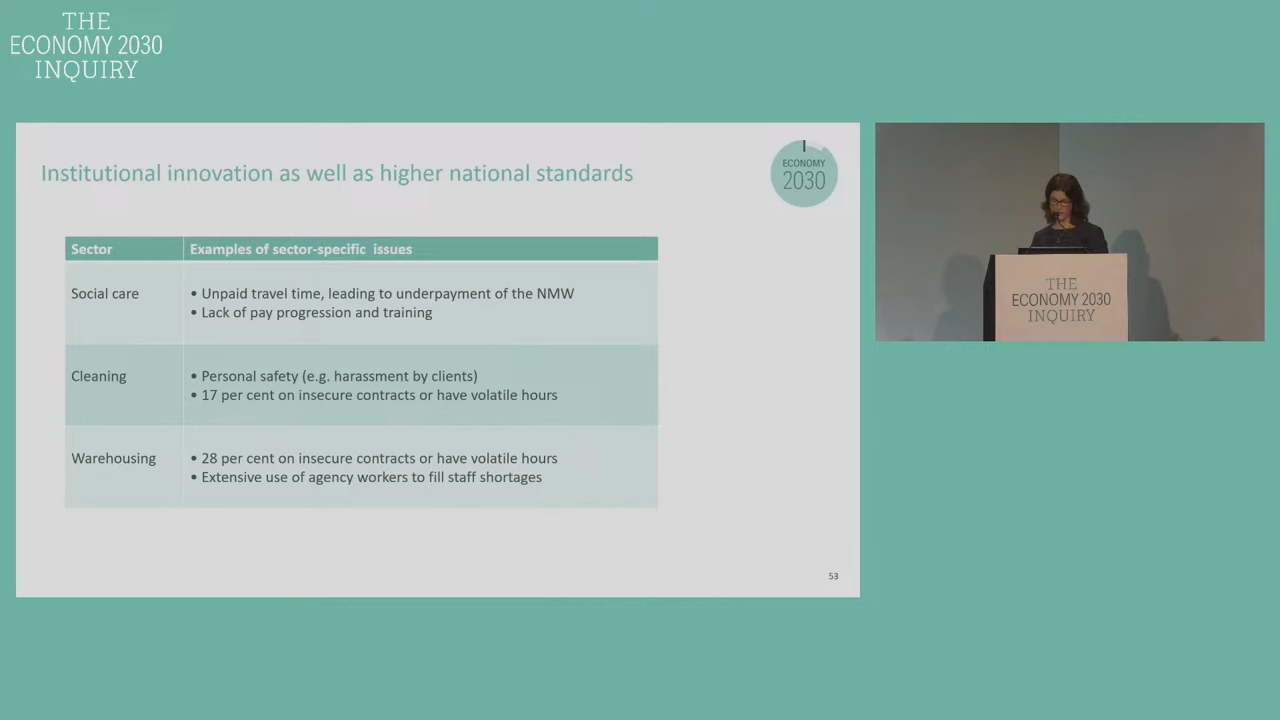 THE
ECONOMY 2030
INQUIRY
Institutional innovation as well as higher national standards
ECONOMY
2030
Sector Examples of sector-specific issues
Social care
• Unpaid travel time, leading to underpayment of the NMW
• Lack of pay progression and training
Cleaning
• Personal safety (e.g. harassment by clients)
• 17 per cent on insecure contracts or have volatile hours
Warehousing
• 28 per cent on insecure contracts or have volatile hours
• Extensive use of agency workers to fill staff shortages
53
THE
ECONOMY 2030
INQUIRY